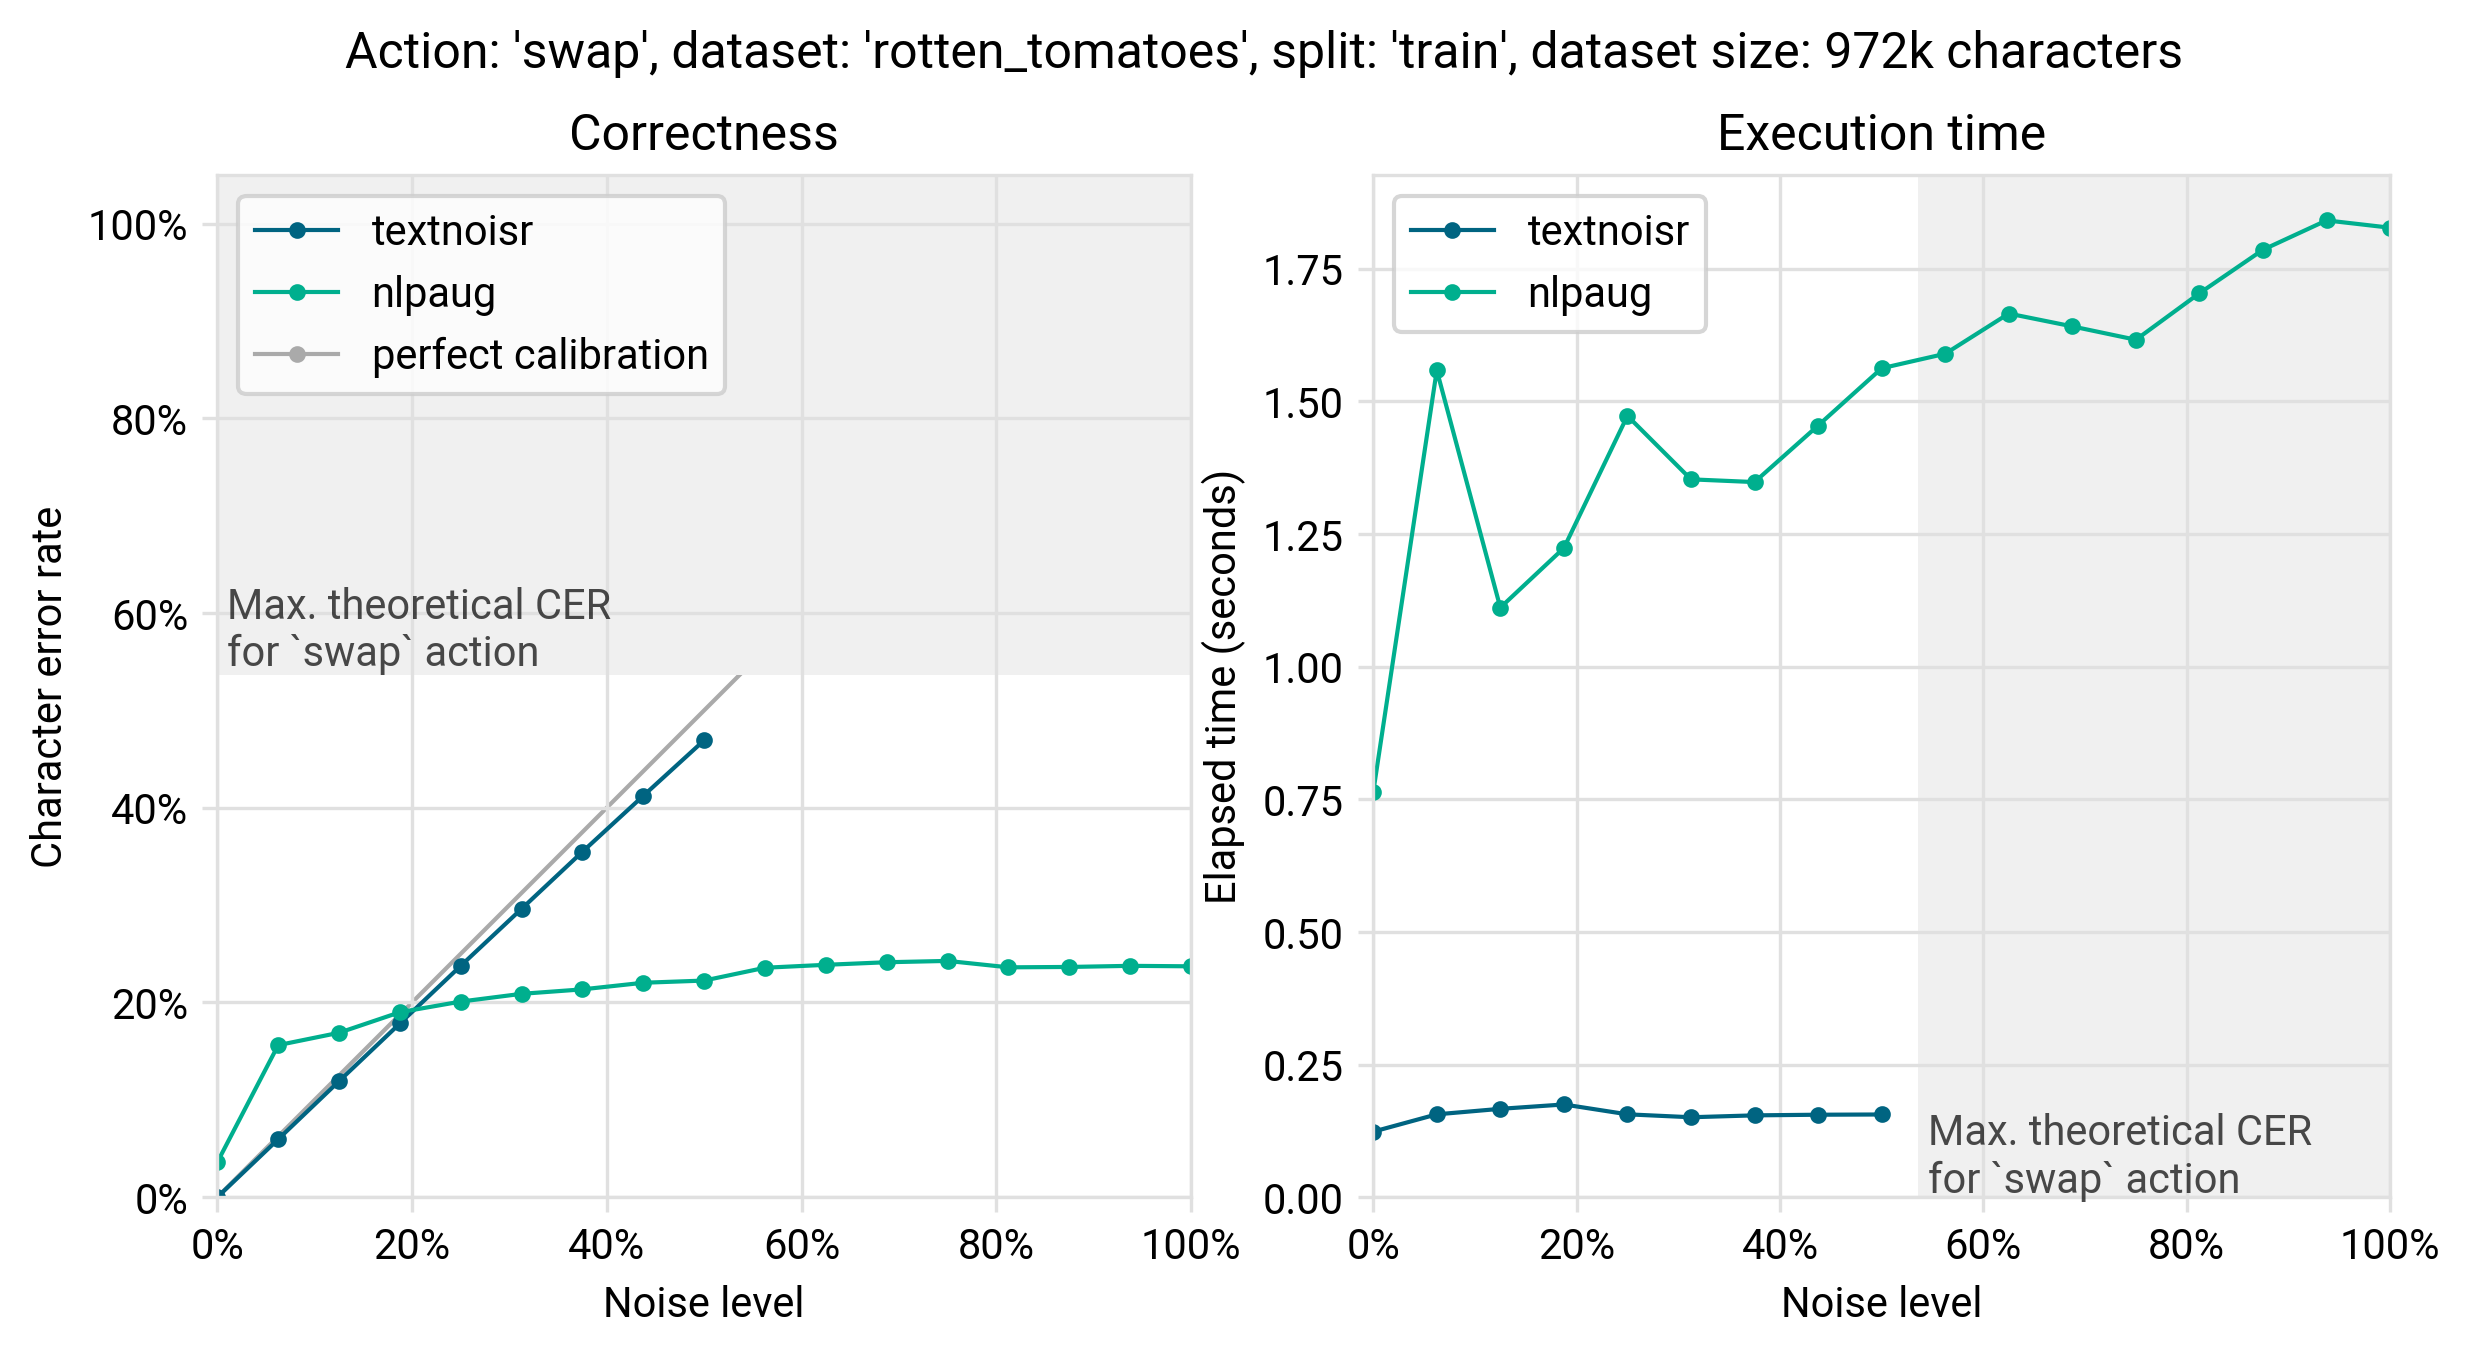 Action: 'swap', dataset: 'rotten_tomatoes', split: 'train', dataset size: 972k characters
Correctness
textnoisr
nlpaug
perfect calibration
Max. theoretical CER
for `swap` action
100%
80%
60%
40%
20%
0%
Character error rate
0%
20%
40%
60%
80%
100%
Noise level
Execution time
textnoisr
nlpaug
Max. theoretical CER
for `swap` action
1.75
1.50
1.25
1.00
0.75
0.50
0.25
0.00
Elapsed time (seconds)
0%
20%
40%
60%
80%
100%
Noise level